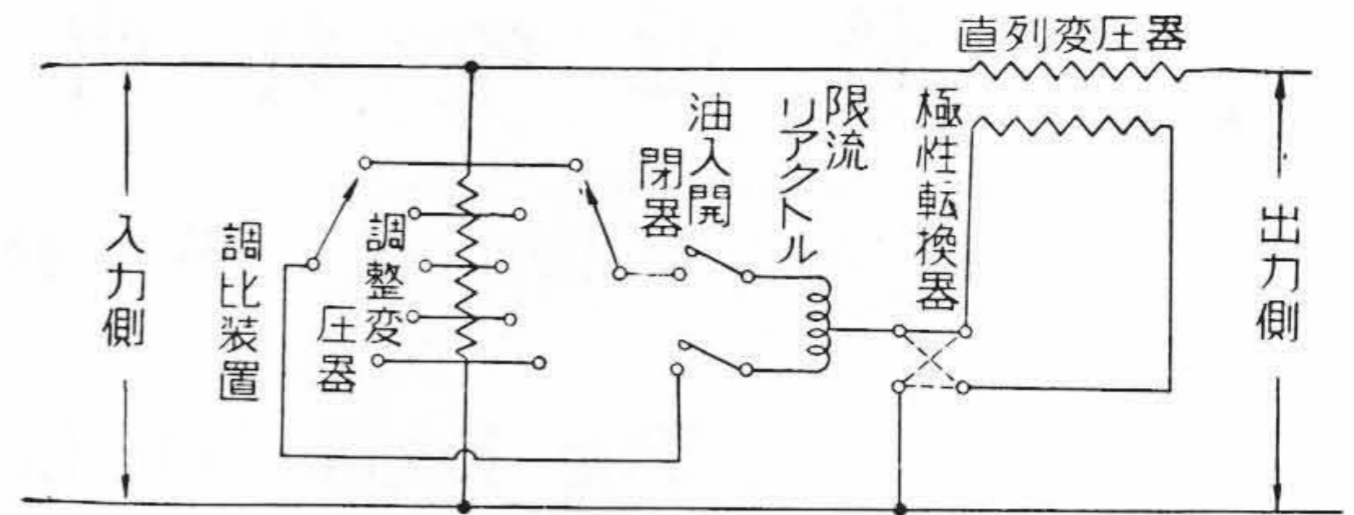 直列変圧器
入力側
調比装置
調整変
圧器
油入開
閉器
限流
リアクトル
極性転換器
出力側